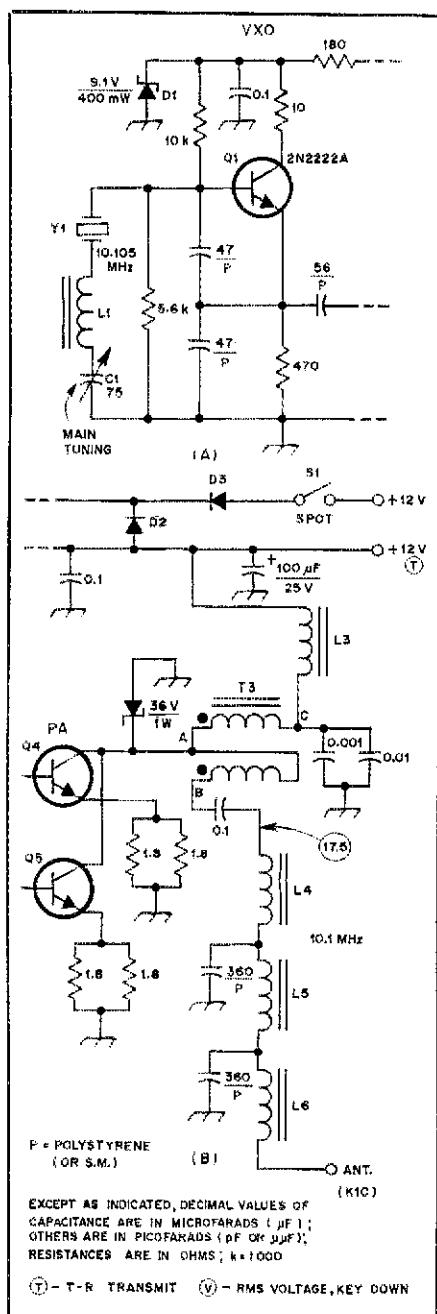 VXO
180
9.1 V
400 mW
D1
0.1
10
10 k
Q1
2N2222A
Y1
10.105
MHz
47
P
56
P
L1
5.6 k
47
P
470
C1
75
MAIN
TUNING
(A)
D3
S1
SPOT
+12 V
D2
+12 V
T
0.1
+
100 µF
25 V
L3
T3
PA
36 V
1W
A
C
Q4
0.001
0.01
B
0.1
17.5
1.8
Q5
L4
10.1 MHz
1.8
1.8
360
P
L5
360
P
L6
P = POLYSTYRENE
(OR S.M.)
(B)
ANT.
(K1C)
EXCEPT AS INDICATED, DECIMAL VALUES OF
CAPACITANCE ARE IN MICROFARADS ( µF ) ;
OTHERS ARE IN PICOFARADS ( pF OR µµF);
RESISTANCES ARE IN OHMS ; k=1000
T - T-R TRANSMIT V - RMS VOLTAGE, KEY DOWN